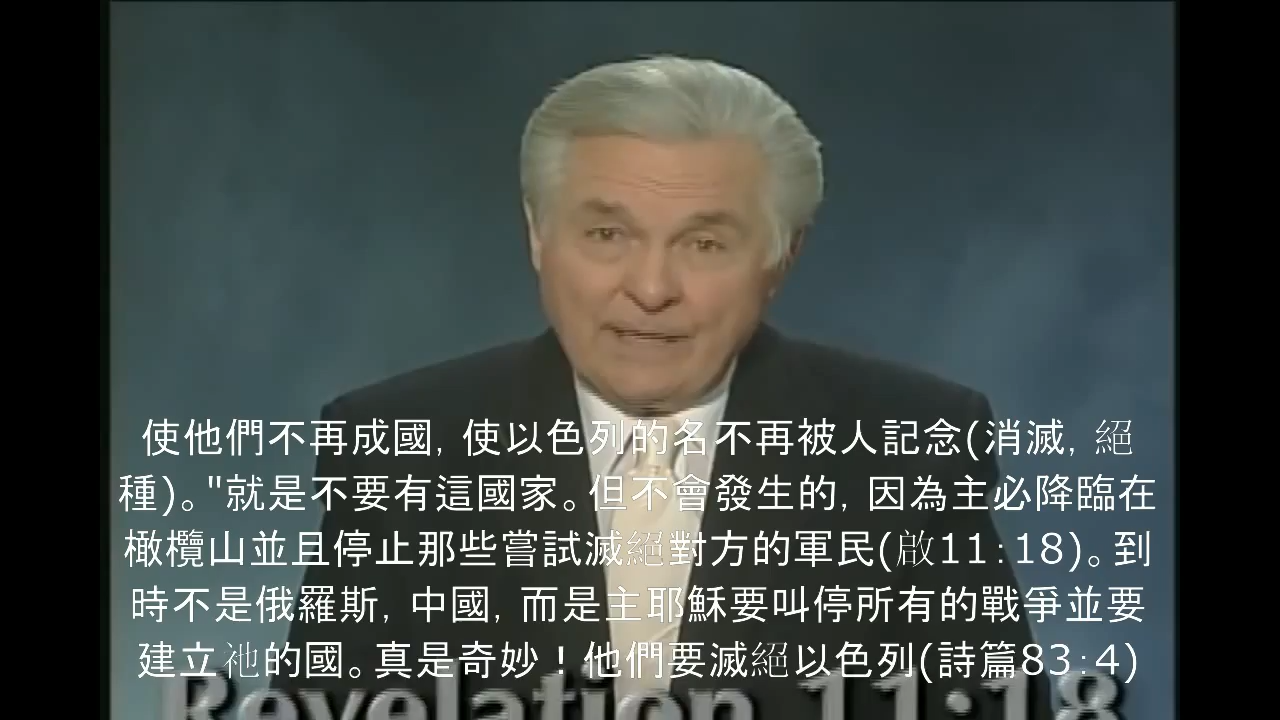 使他們不再成國, 使以色列的名不再被人記念(消滅, 絕
種)。"就是不要有這國家。但不會發生的, 因為主必降臨在
橄欖山並且停止那些嘗試滅絕對方的軍民(啟11:18)。到
時不是俄羅斯, 中國, 而是主耶穌要叫停所有的戰爭並要
建立祂的國。真是奇妙!他們要滅絕以色列(詩篇83:4)
Revelation 11:18